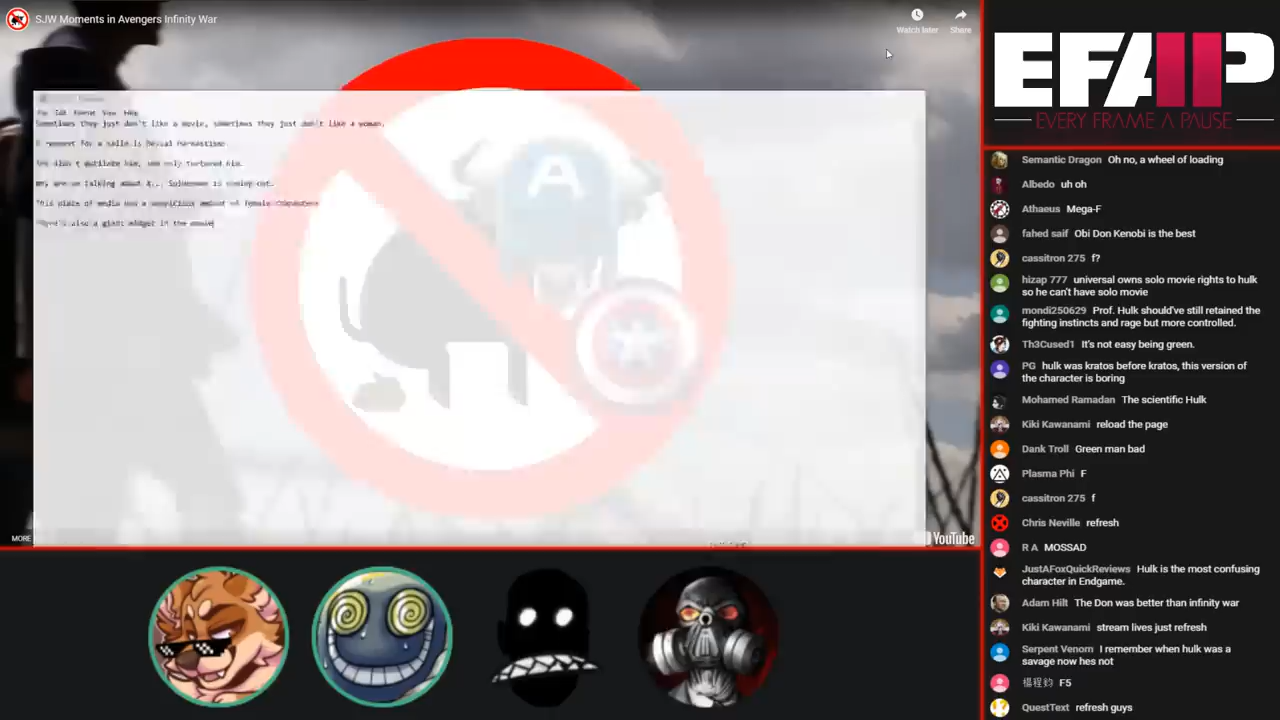 SJW Moments in Avengers Infinity War
Watch later
Share
Edit Format View Help
Sometimes they just don't like a movie, sometimes they just don't like a woman.
A request for a smile is Sexual Harrassment
didn't mutilate him, only tortured him.
Why are we talking about is coming out.
This piece of media has a suspicious amount of female characters
There's also a giant midget in the movie
A
MORE
YouTube
EFAP
EVERY FRAME A PAUSE
Semantic Dragon Oh no, a wheel of loading
Albedo uh oh
Athaeus Mega-F
fahed saif Obi Don Kenobi is the best
cassitron 275 f?
hizap 777 universal owns solo movie rights to hulk
so he can't have solo movie
mondi250629 Prof. Hulk should've still retained the
fighting instincts and rage but more controlled.
Th3Cused1 It's not easy being green.
PG hulk was kratos before kratos, this version of
the character is boring
Mohamed Ramadan The scientific Hulk
Kiki Kawanami reload the page
Dank Troll Green man bad
Plasma Phi F
cassitron 275 f
Chris Neville refresh
R A MOSSAD
JustAFoxQuickReviews Hulk is the most confusing
character in Endgame.
Adam Hilt The Don was better than infinity war
Kiki Kawanami stream lives just refresh
Serpent Venom I remember when hulk was a
savage now hes not
楊程鈞 F5
QuestText refresh guys